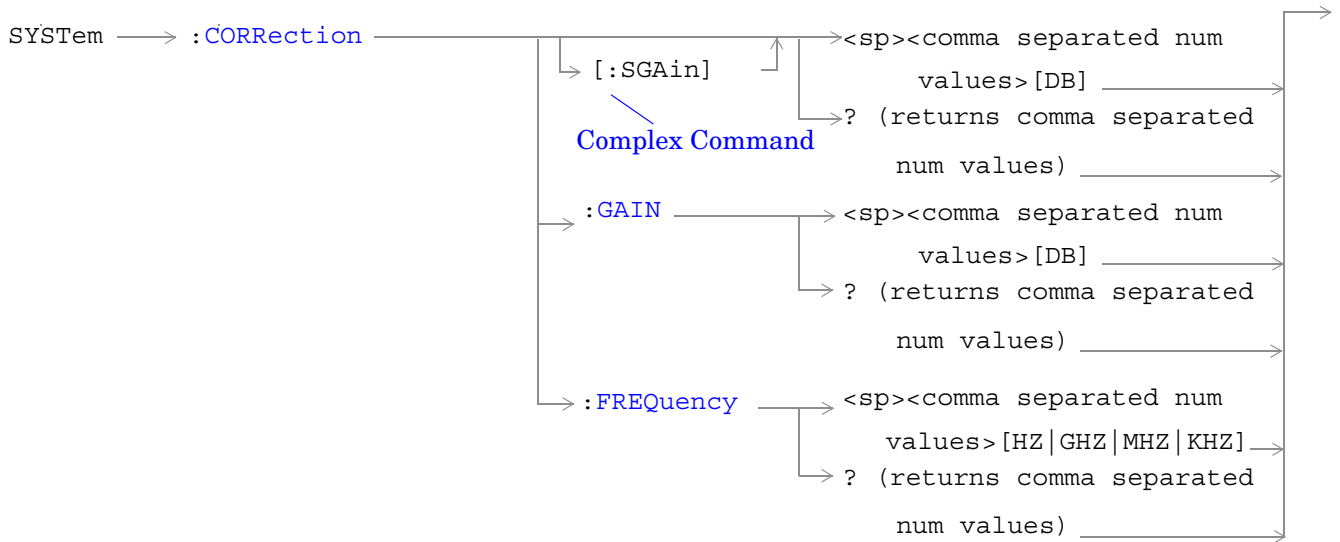 SYSTem :CORRection <sp><comma separated num
[:SGAin] values>[DB]
Complex Command ? (returns comma separated
num values)
:GAIN <sp><comma separated num
values>[DB]
? (returns comma separated
num values)
:FREQuency <sp><comma separated num
values>[HZ|GHZ|MHZ|KHZ]
? (returns comma separated
num values)